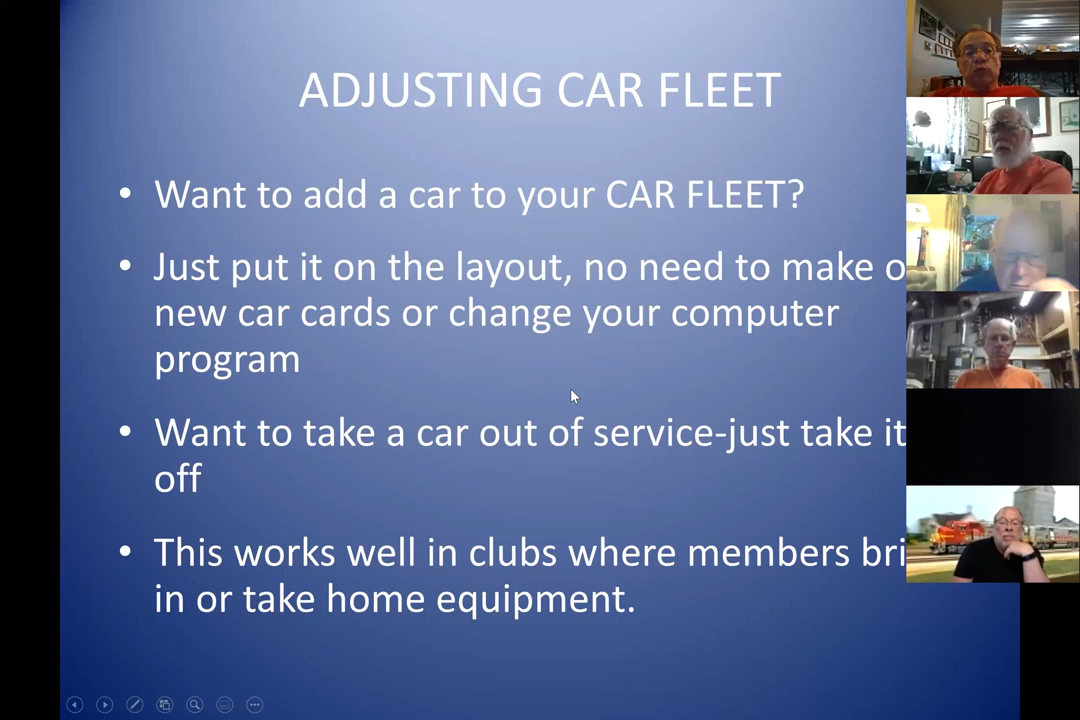 ADJUSTING CAR FLEET
• Want to add a car to your CAR FLEET?
• Just put it on the layout, no need to make
new car cards or change your computer
program
• Want to take a car out of service-just take it
off
• This works well in clubs where members
in or take home equipment.